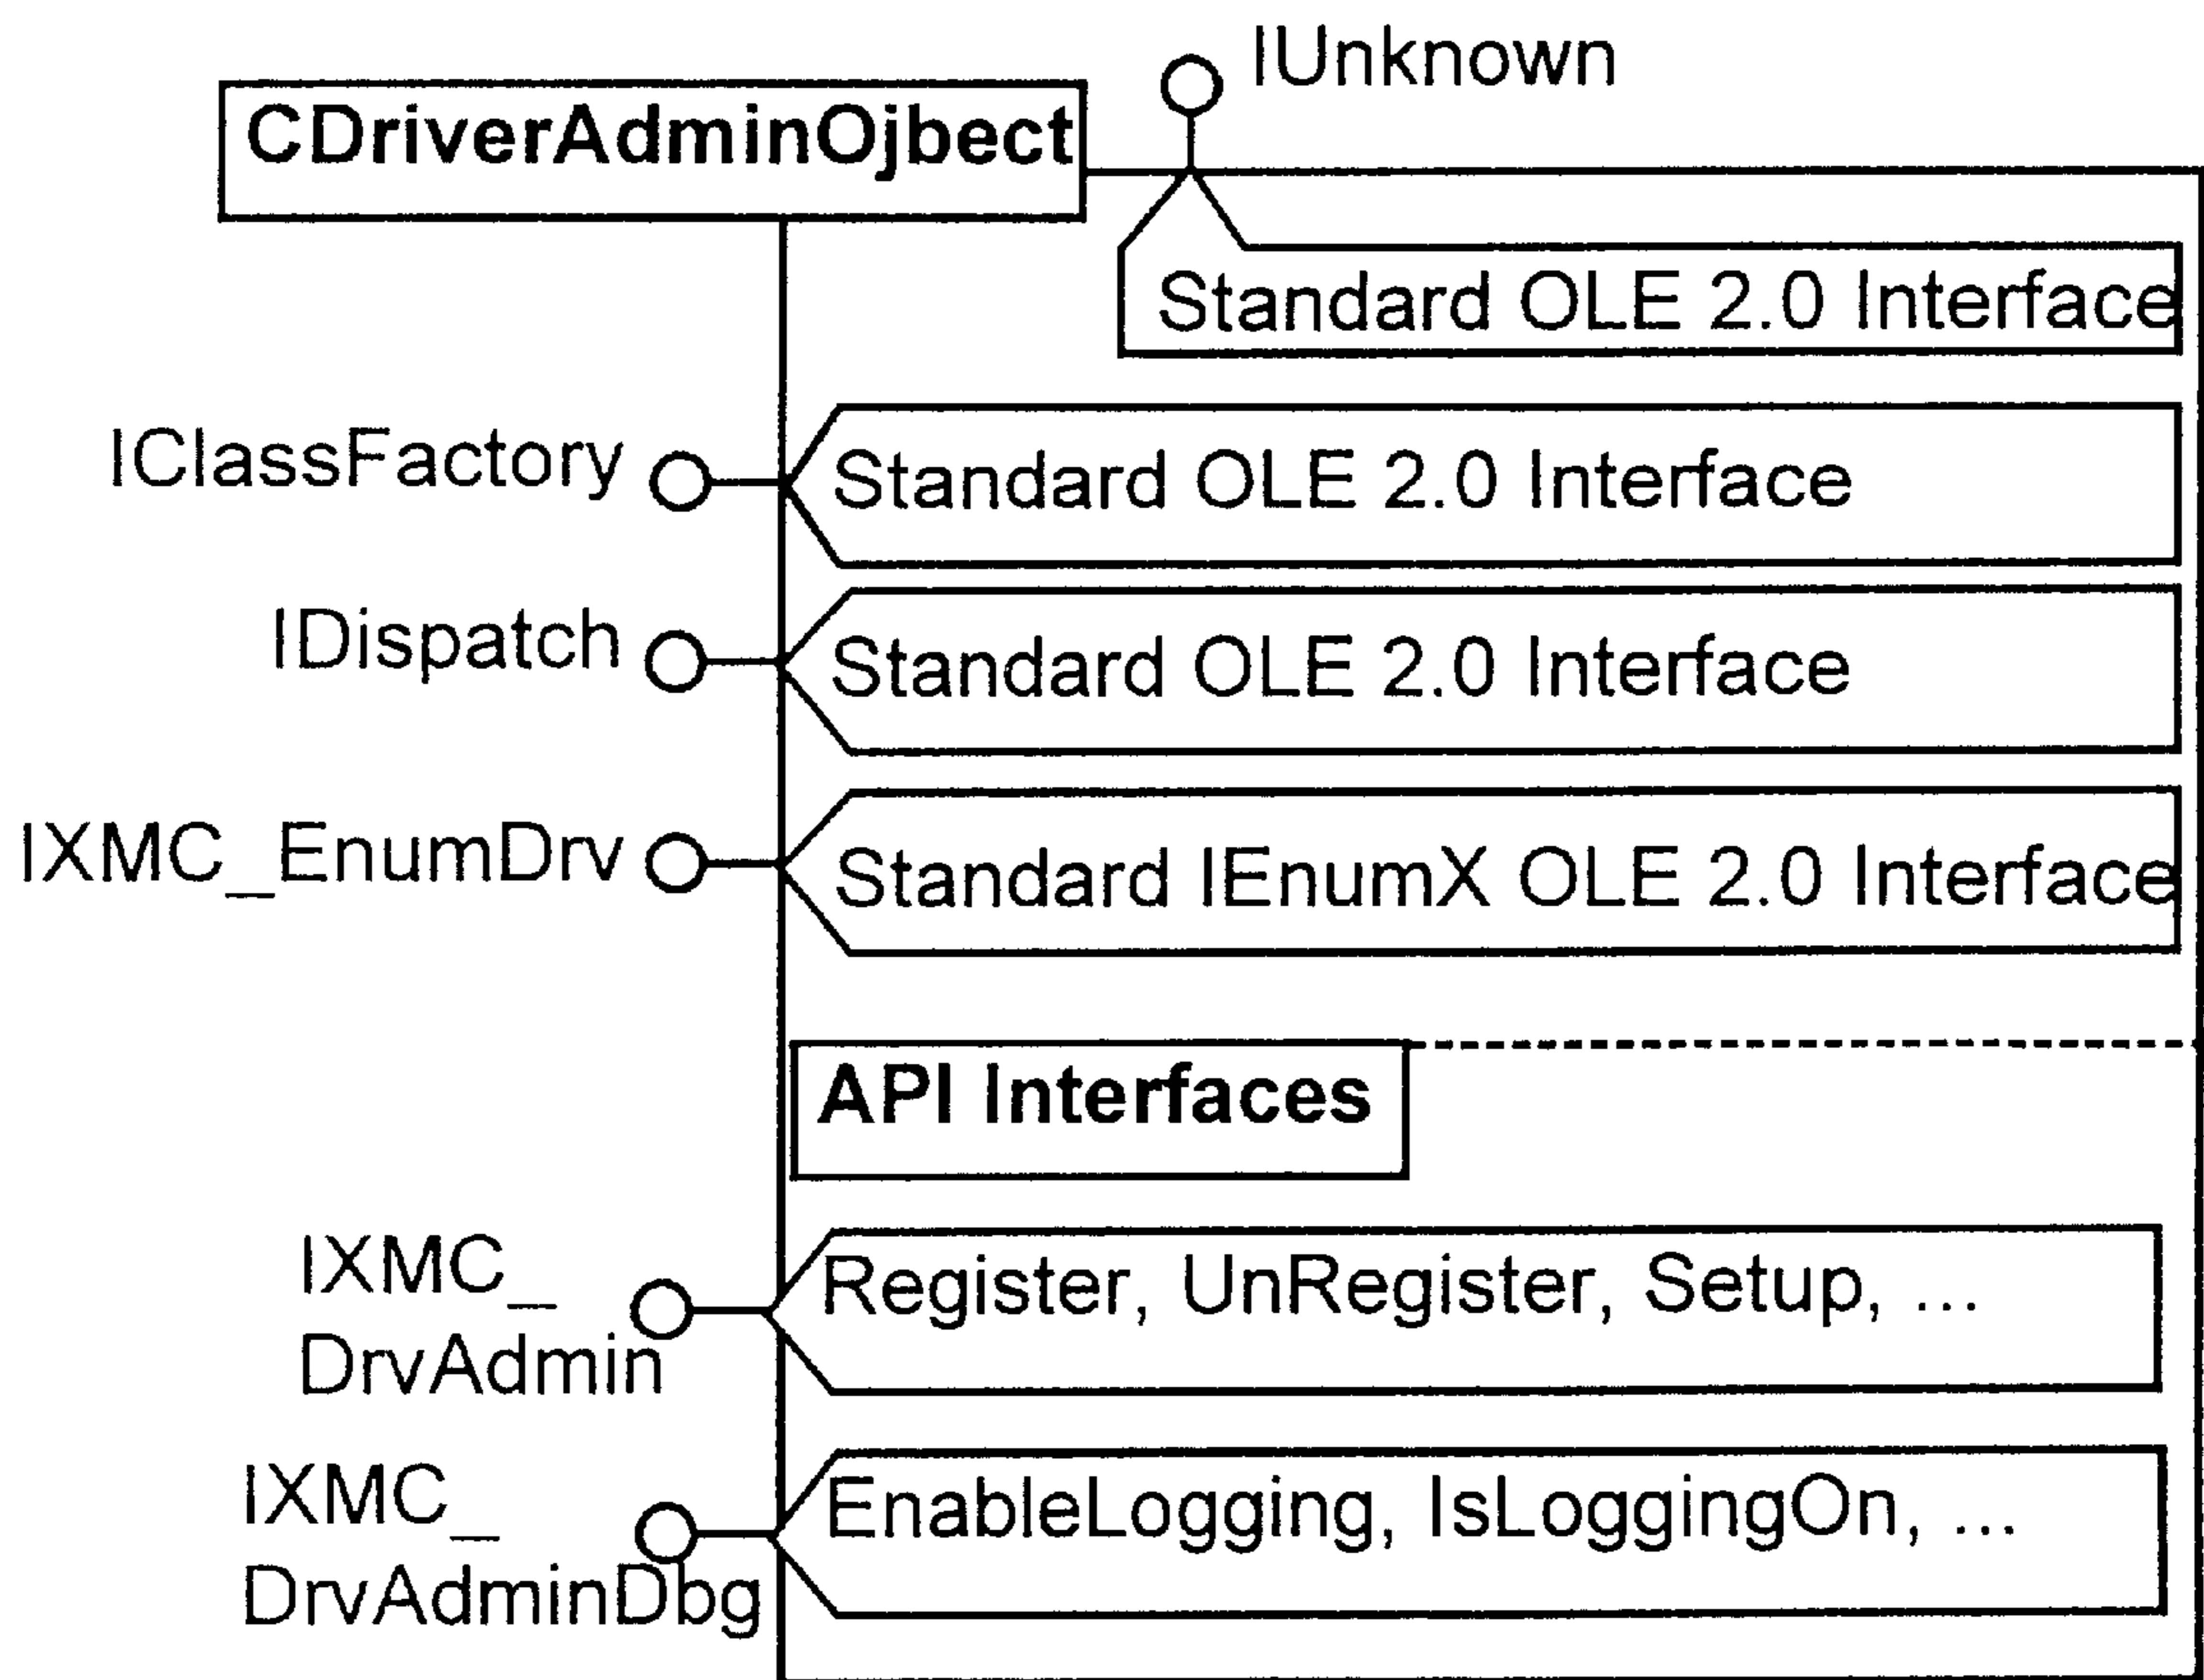 IUnknown
CDriverAdminOjbect
Standard OLE 2.0 Interface
IClassFactory
Standard OLE 2.0 Interface
IDispatch
Standard OLE 2.0 Interface
IXMC_EnumDrv
Standard IEnumX OLE 2.0 Interface
API Interfaces
IXMC_
DrvAdmin
Register, UnRegister, Setup, ...
IXMC_
DrvAdminDbg
EnableLogging, IsLoggingOn, ...